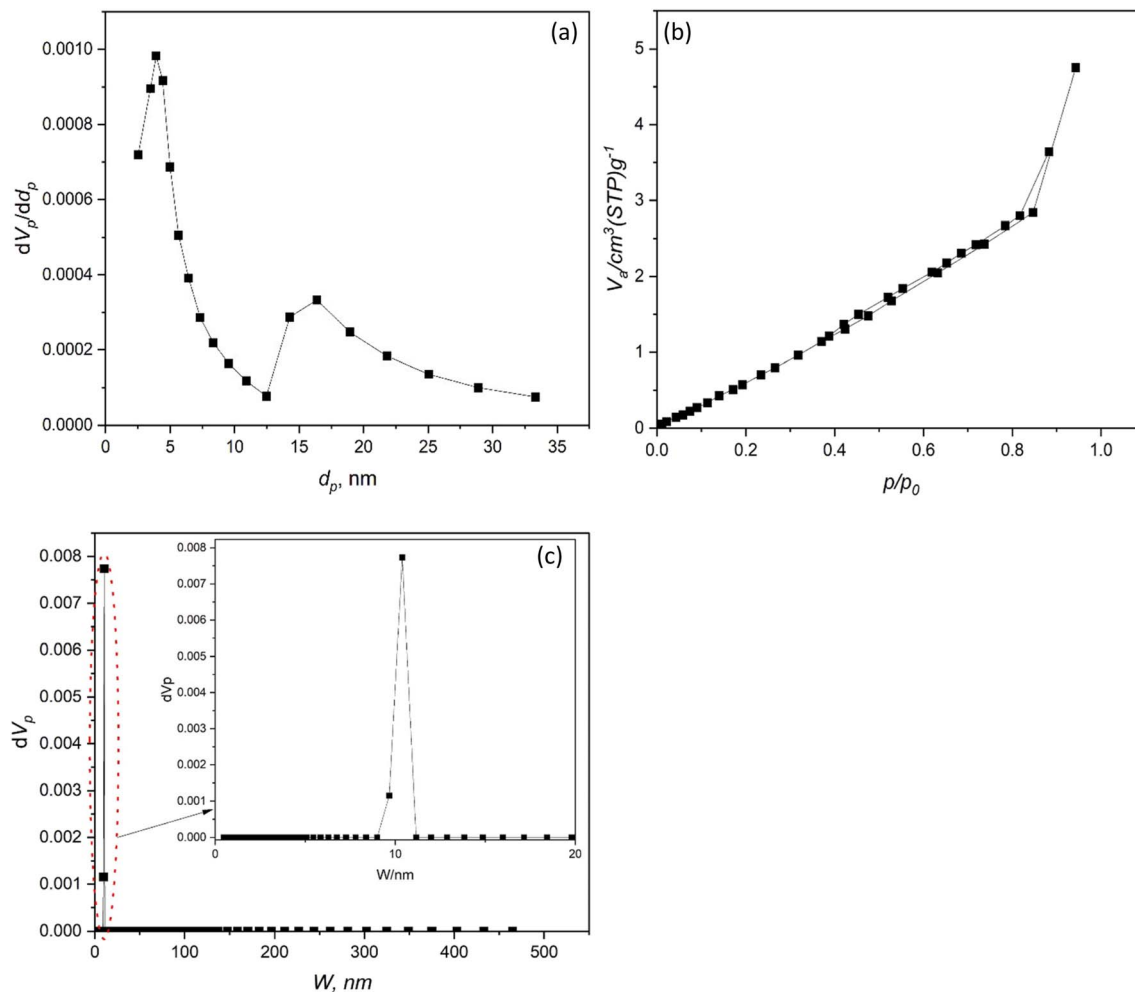 (a)
dVp/ddp
0.0010
0.0008
0.0006
0.0004
0.0002
0.0000
0 5 10 15 20 25 30 35
dp, nm
(b)
Va/cm³(STP)g⁻¹
5
4
3
2
1
0
0.0 0.2 0.4 0.6 0.8 1.0
p/p0
(c)
dVp
0.008
0.007
0.006
0.005
0.004
0.003
0.002
0.001
0.000
0 100 200 300 400 500
W, nm
dVp
0.008
0.007
0.006
0.005
0.004
0.003
0.002
0.001
0.000
0 10 20
W/nm